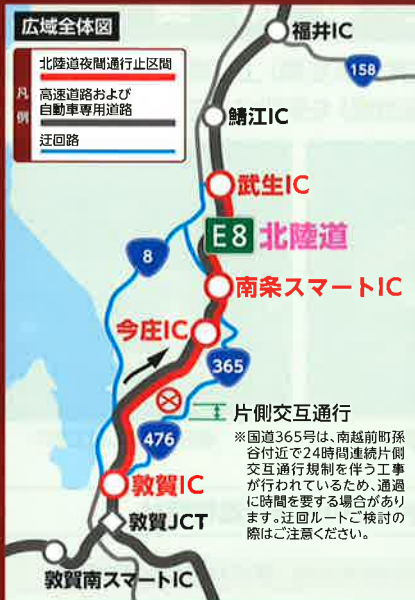 広域全体図
凡例
北陸道夜間通行止区間
高速道路および
自動車専用道路
迂回路
福井IC
158
鯖江IC
武生IC
E8 北陸道
8
南条スマートIC
今庄IC
365
片側交互通行
476
※国道365号は、南越前町孫
谷付近で24時間連続片側
交互通行規制を伴う工事
が行われているため、通過
に時間を要する場合があり
ます。迂回ルートご検討の
際はご注意ください。
敦賀IC
敦賀JCT
敦賀南スマートIC